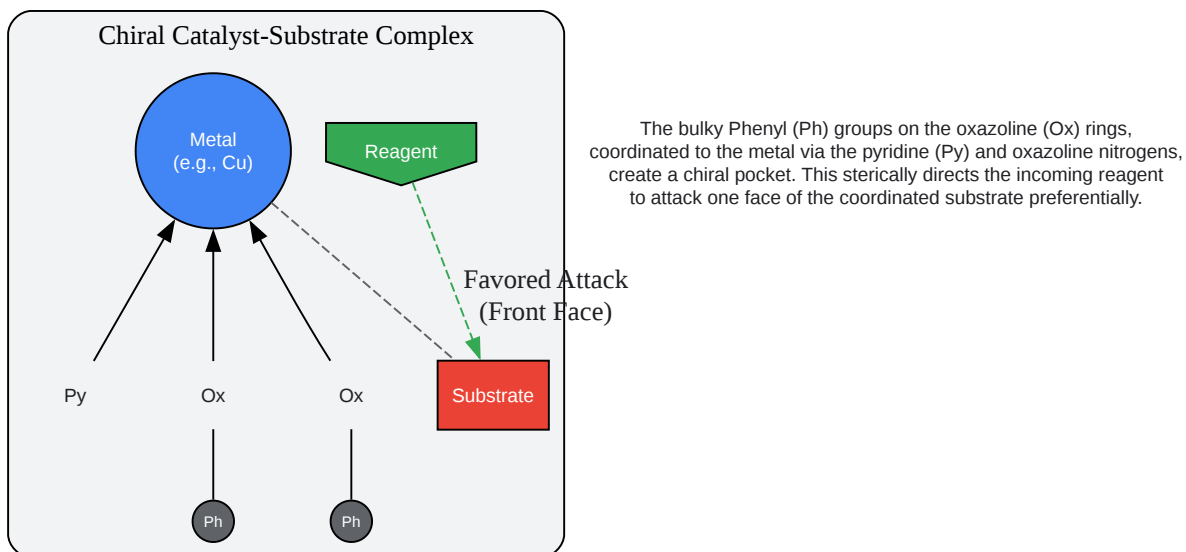 Chiral Catalyst-Substrate Complex
Metal
(e.g., Cu)
Reagent
The bulky Phenyl (Ph) groups on the oxazoline (Ox) rings,
coordinated to the metal via the pyridine (Py) and oxazoline nitrogens,
create a chiral pocket. This sterically directs the incoming reagent
to attack one face of the coordinated substrate preferentially.
Favored Attack
(Front Face)
Py
Ox
Ox
Substrate
Ph
Ph